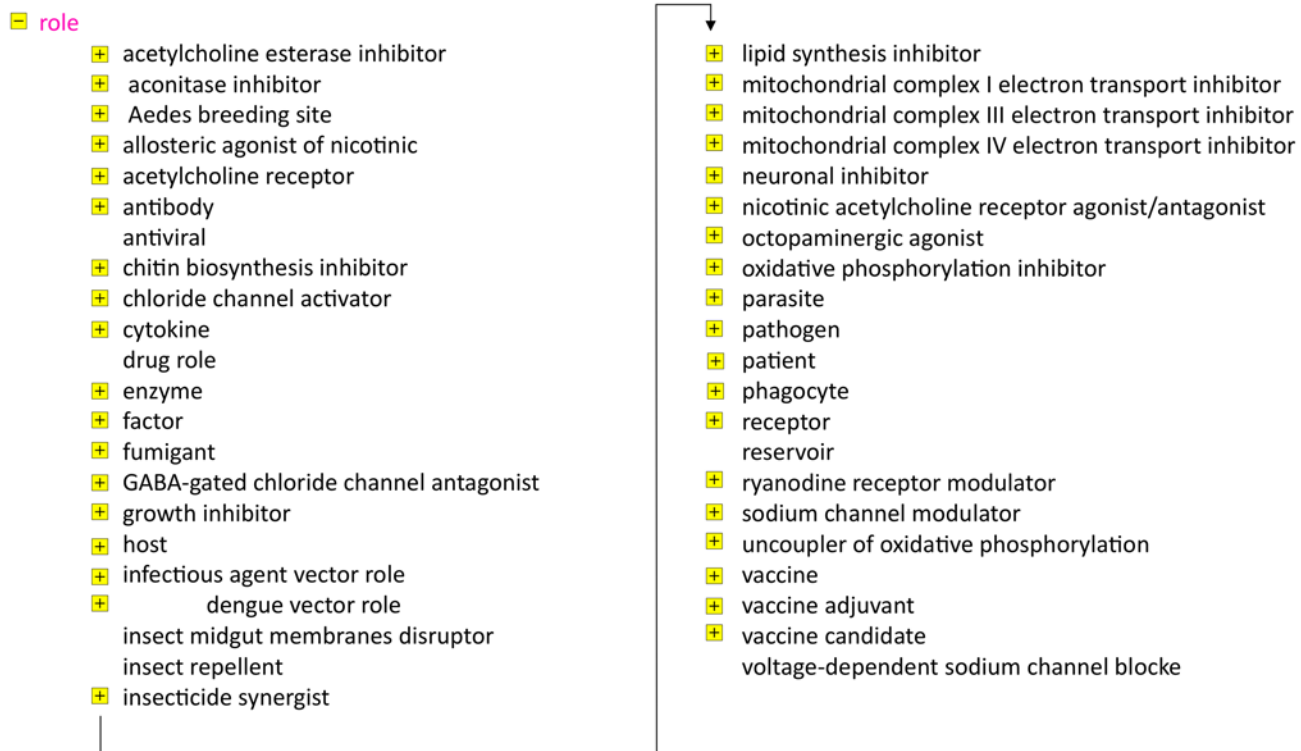 role
acetylcholine esterase inhibitor
aconitase inhibitor
Aedes breeding site
allosteric agonist of nicotinic
acetylcholine receptor
antibody
antiviral
chitin biosynthesis inhibitor
chloride channel activator
cytokine
drug role
enzyme
factor
fumigant
GABA-gated chloride channel antagonist
growth inhibitor
host
infectious agent vector role
dengue vector role
insect midgut membranes disruptor
insect repellent
insecticide synergist
lipid synthesis inhibitor
mitochondrial complex I electron transport inhibitor
mitochondrial complex III electron transport inhibitor
mitochondrial complex IV electron transport inhibitor
neuronal inhibitor
nicotinic acetylcholine receptor agonist/antagonist
octopaminergic agonist
oxidative phosphorylation inhibitor
parasite
pathogen
patient
phagocyte
receptor
reservoir
ryanodine receptor modulator
sodium channel modulator
uncoupler of oxidative phosphorylation
vaccine
vaccine adjuvant
vaccine candidate
voltage-dependent sodium channel blocke